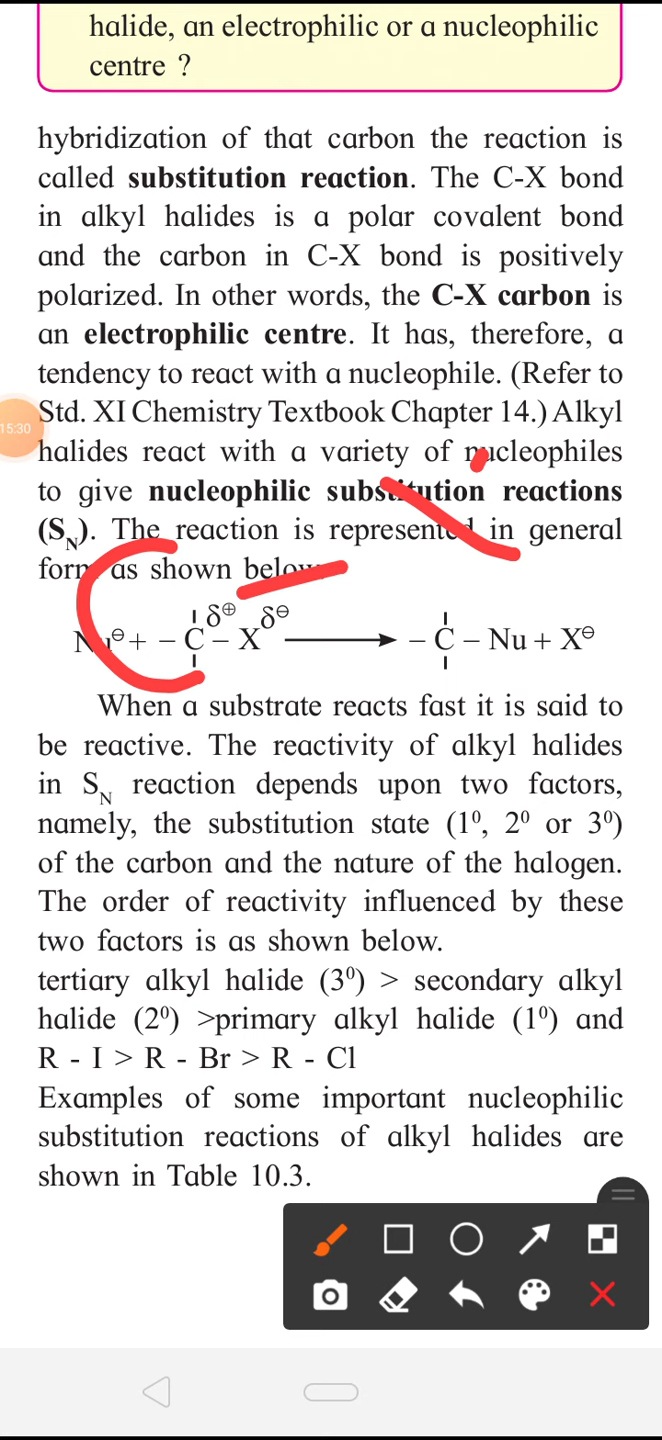 halide, an electrophilic or a nucleophilic
centre ?
hybridization of that carbon the reaction is
called substitution reaction. The C-X bond
in alkyl halides is a polar covalent bond
and the carbon in C-X bond is positively
polarized. In other words, the C-X carbon is
an electrophilic centre. It has, therefore, a
tendency to react with a nucleophile. (Refer to
Std. XI Chemistry Textbook Chapter 14.) Alkyl
15:30
halides react with a variety of nucleophiles
to give nucleophilic substitution reactions
(S_N). The reaction is represented in general
form as shown below.
Nu⊖ + − C^δ⊕ − X^δ⊖ ⟶ − C − Nu + X⊖
When a substrate reacts fast it is said to
be reactive. The reactivity of alkyl halides
in S_N reaction depends upon two factors,
namely, the substitution state (1⁰, 2⁰ or 3⁰)
of the carbon and the nature of the halogen.
The order of reactivity influenced by these
two factors is as shown below.
tertiary alkyl halide (3⁰) > secondary alkyl
halide (2⁰) >primary alkyl halide (1⁰) and
R - I > R - Br > R - Cl
Examples of some important nucleophilic
substitution reactions of alkyl halides are
shown in Table 10.3.